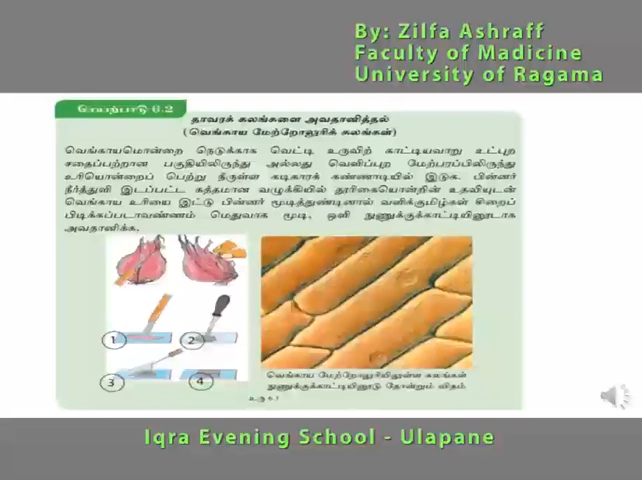 By: Zilfa Ashraff
Faculty of Madicine
University of Ragama
செயற்பாடு 6.2
தாவரக் கலங்களை அவதானித்தல்
(வெங்காய மேற்றோலுரிக் கலங்கள்)
வெங்காயமொன்றை நெடுக்காக வெட்டி உருவிற் காட்டியவாறு உட்புற
சதைப்பற்றான பகுதியிலிருந்து அல்லது வெளிப்புற மேற்பரப்பிலிருந்து
உரியொன்றைப் பெற்று நீருள்ள கடிகாரக் கண்ணாடியில் இடுக. பின்னர்
நீர்த்துளி இடப்பட்ட சுத்தமான வழுக்கியில் தூரிகையொன்றின் உதவியுடன்
வெங்காய உரியை இட்டு பின்னர் மூடித்துண்டினால் வளிக்குமிழ்கள் சிறைப்
பிடிக்கப்படாவண்ணம் மெதுவாக மூடி, ஒளி நுணுக்குக்காட்டியினூடாக
அவதானிக்க.
1
2
3
4
வெங்காய மேற்றோலுரியிலுள்ள கலங்கள்
நுணுக்குக்காட்டியினூடு தோன்றும் விதம்
உரு
Iqra Evening School - Ulapane